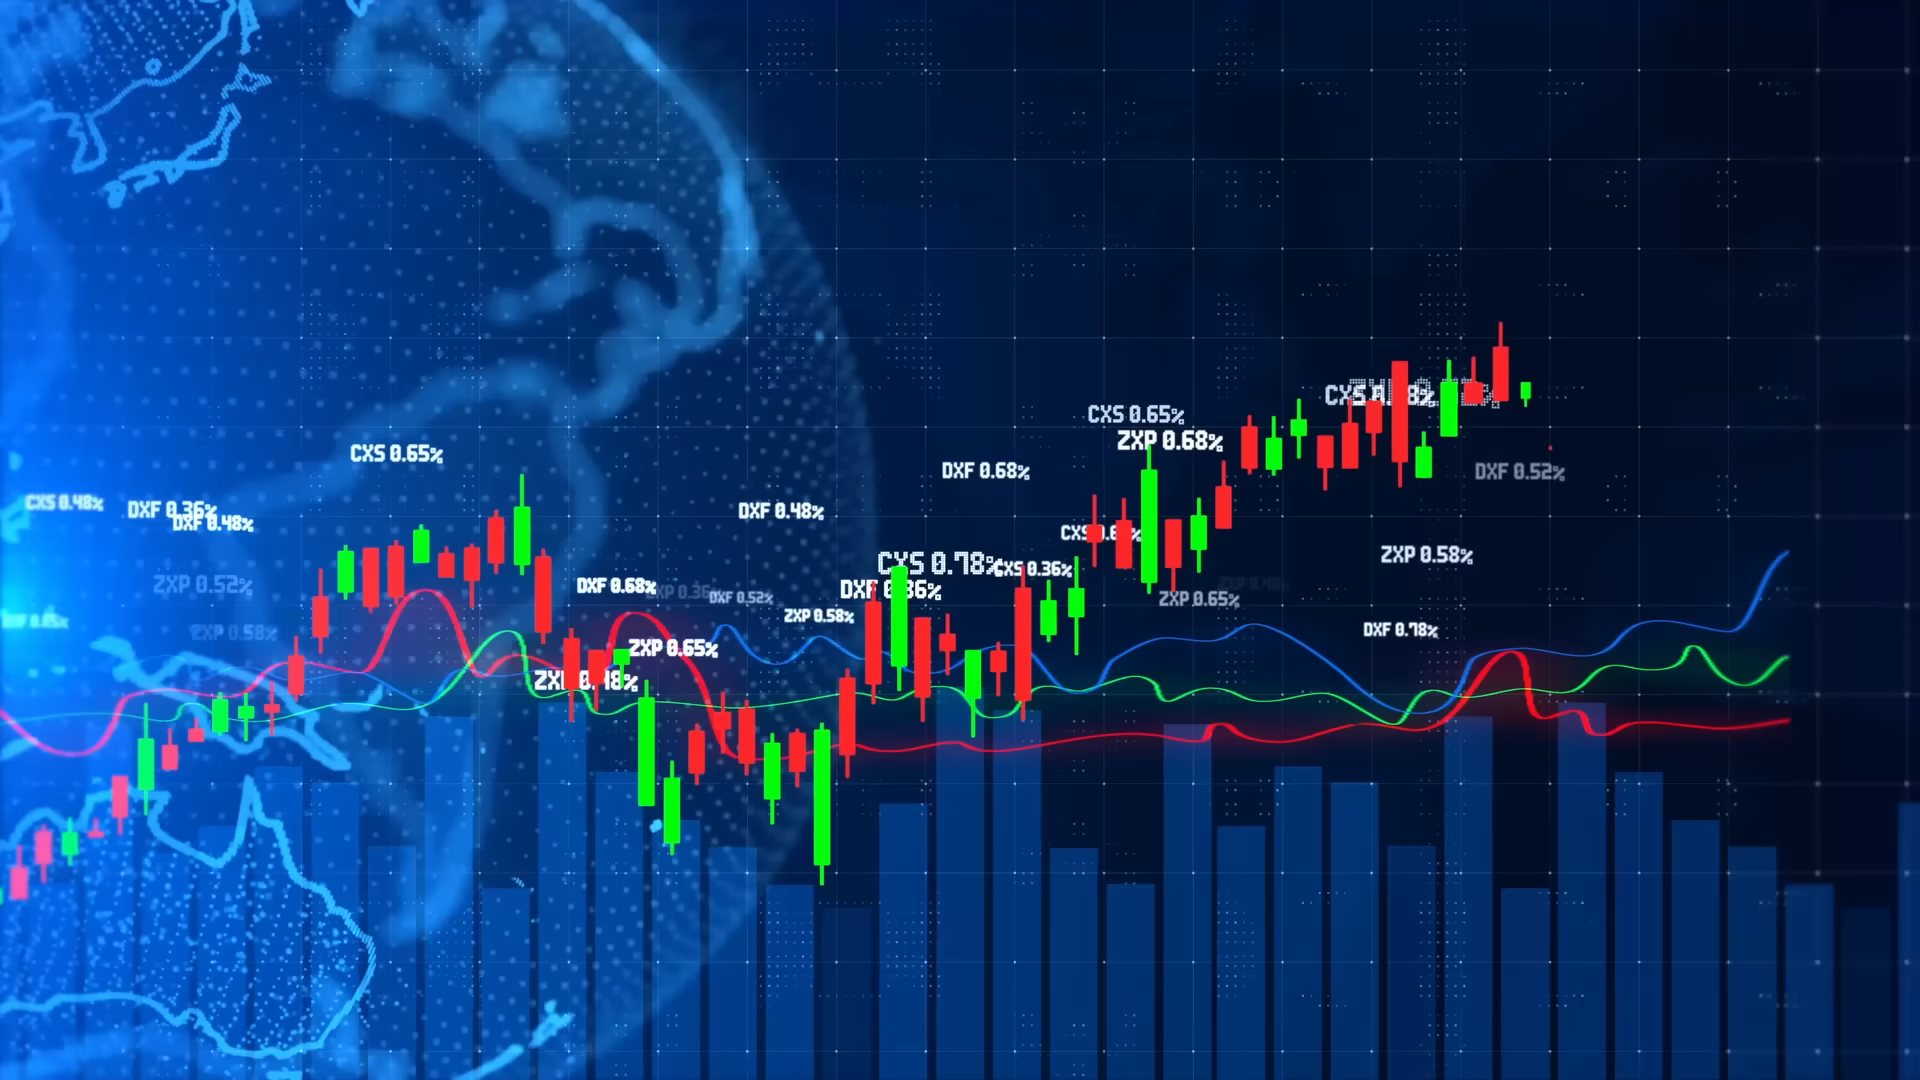 CXS 0.65%
CXS 0.65%
ZXP 0.68%
DXF 0.68%
DXF 0.52%
CXS 0.48%
DXF 0.36%
DXF 0.48%
DXF 0.48%
ZXP 0.58%
CXS 0.78%
CXS 0.36%
ZXP 0.52%
DXF 0.68%
DXF 0.52%
ZXP 0.65%
ZXP 0.58%
DXF 0.78%
ZXP 0.58%
ZXP 0.65%